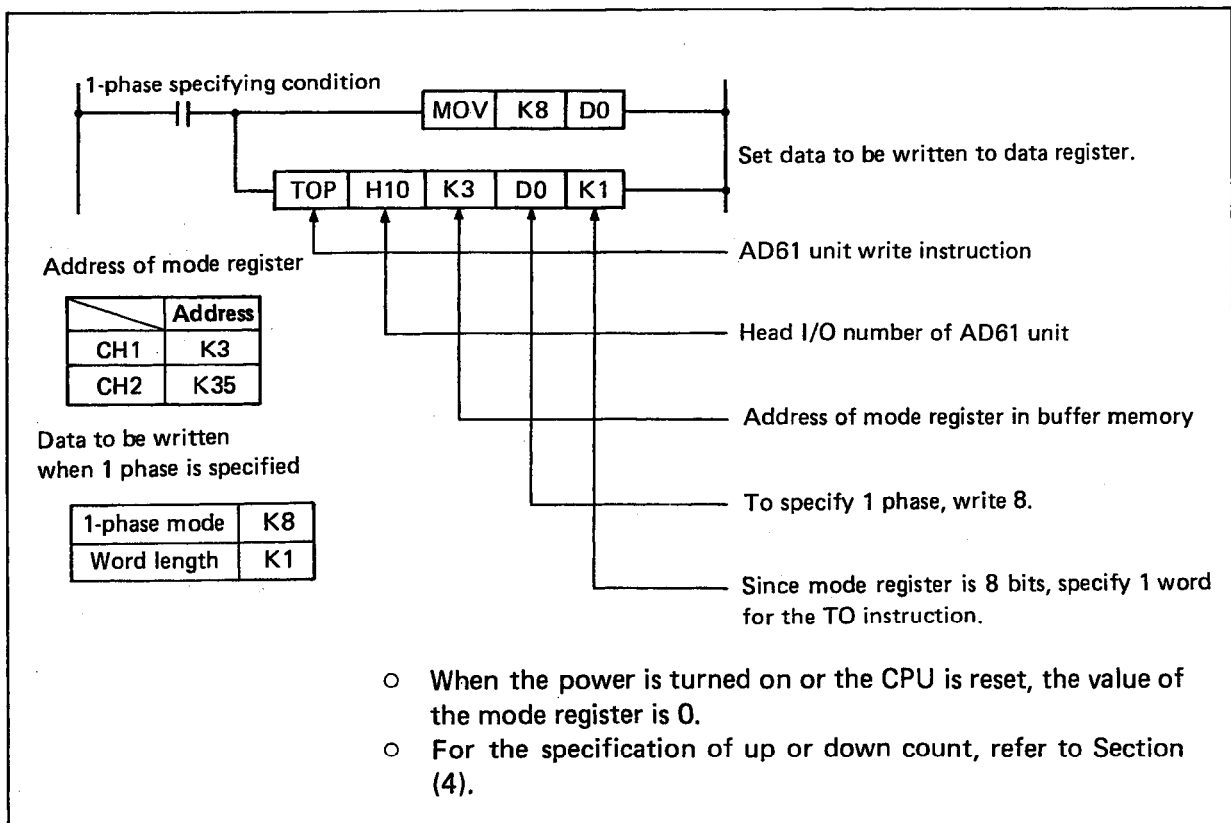 1-phase specifying condition
MOV K8 D0
Set data to be written to data register.
TOP H10 K3 D0 K1
AD61 unit write instruction
Address of mode register
Address
CH1 K3
CH2 K35
Head I/O number of AD61 unit
Address of mode register in buffer memory
Data to be written
when 1 phase is specified
To specify 1 phase, write 8.
1-phase mode K8
Word length K1
Since mode register is 8 bits, specify 1 word
for the TO instruction.
○ When the power is turned on or the CPU is reset, the value of
the mode register is 0.
○ For the specification of up or down count, refer to Section
(4).